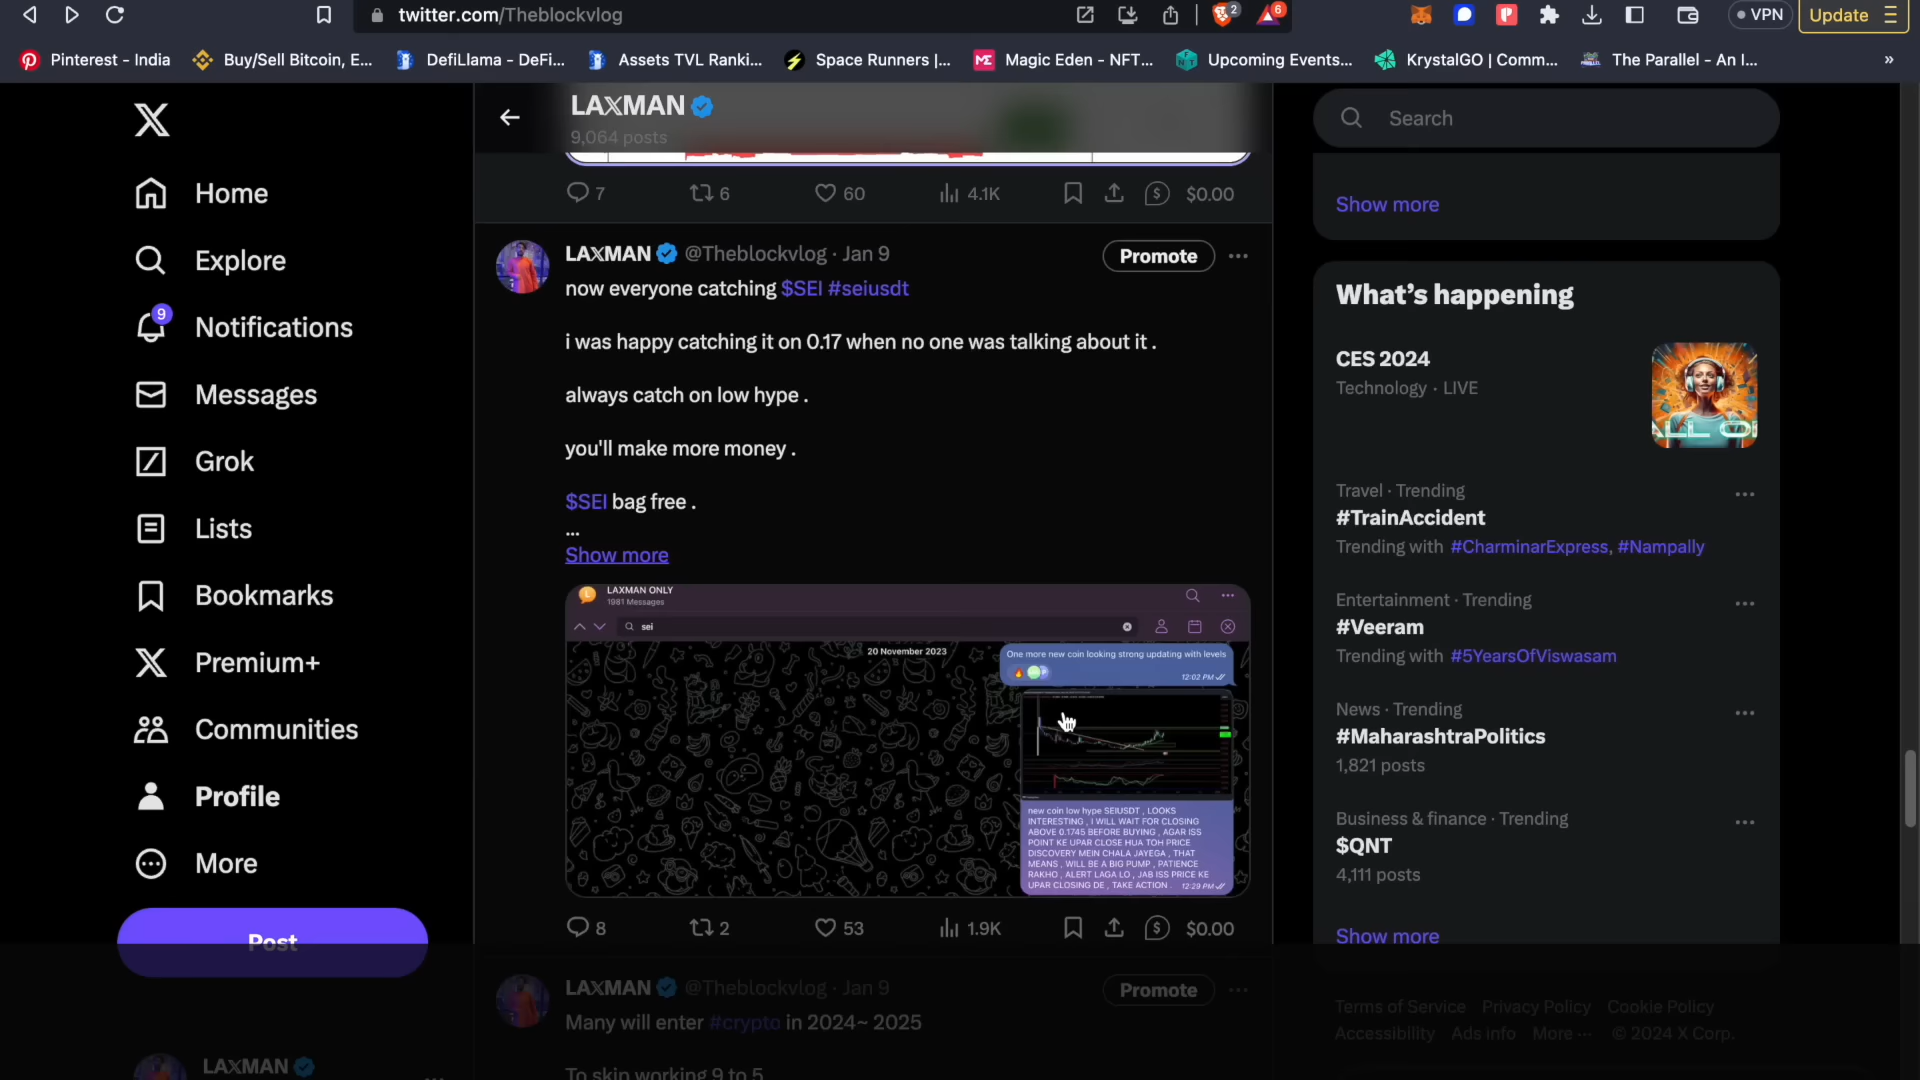 twitter.com/Theblockvlog
2
6
VPN
Update
Pinterest - India
Buy/Sell Bitcoin, E...
DefiLlama - DeFi...
Assets TVL Ranki...
Space Runners |...
Magic Eden - NFT...
Upcoming Events...
KrystalGO | Comm...
The Parallel - An I...
»
Home
Explore
9
Notifications
Messages
Grok
Lists
Bookmarks
Premium+
Communities
Profile
More
Post
LAXMAN
LAXMAN
9,064 posts
7
6
60
4.1K
$0.00
LAXMAN @Theblockvlog · Jan 9
Promote
now everyone catching $SEI #seiusdt
i was happy catching it on 0.17 when no one was talking about it .
always catch on low hype .
you'll make more money .
$SEI bag free .
...
Show more
LAXMAN ONLY
1981 Messages
sei
20 November 2023
One more new coin looking strong updating with levels
12:02 PM
new coin low hype SEIUSDT , LOOKS
INTERESTING , I WILL WAIT FOR CLOSING
ABOVE 0.1745 BEFORE BUYING , AGAR ISS
POINT KE UPAR CLOSE HUA TOH PRICE
DISCOVERY MEIN CHALA JAYEGA , THAT
MEANS , WILL BE A BIG PUMP , PATIENCE
RAKHO , ALERT LAGA LO , JAB ISS PRICE KE
UPAR CLOSING DE , TAKE ACTION .
12:29 PM
8
2
53
1.9K
$0.00
LAXMAN @Theblockvlog · Jan 9
Promote
Many will enter #crypto in 2024~ 2025
To skip working 9 to 5
Search
Show more
What's happening
CES 2024
Technology · LIVE
ALL O
Travel · Trending
#TrainAccident
Trending with #CharminarExpress, #Nampally
Entertainment · Trending
#Veeram
Trending with #5YearsOfViswasam
News · Trending
#MaharashtraPolitics
1,821 posts
Business & finance · Trending
$QNT
4,111 posts
Show more
Terms of Service Privacy Policy Cookie Policy
Accessibility Ads info More ··· © 2024 X Corp.